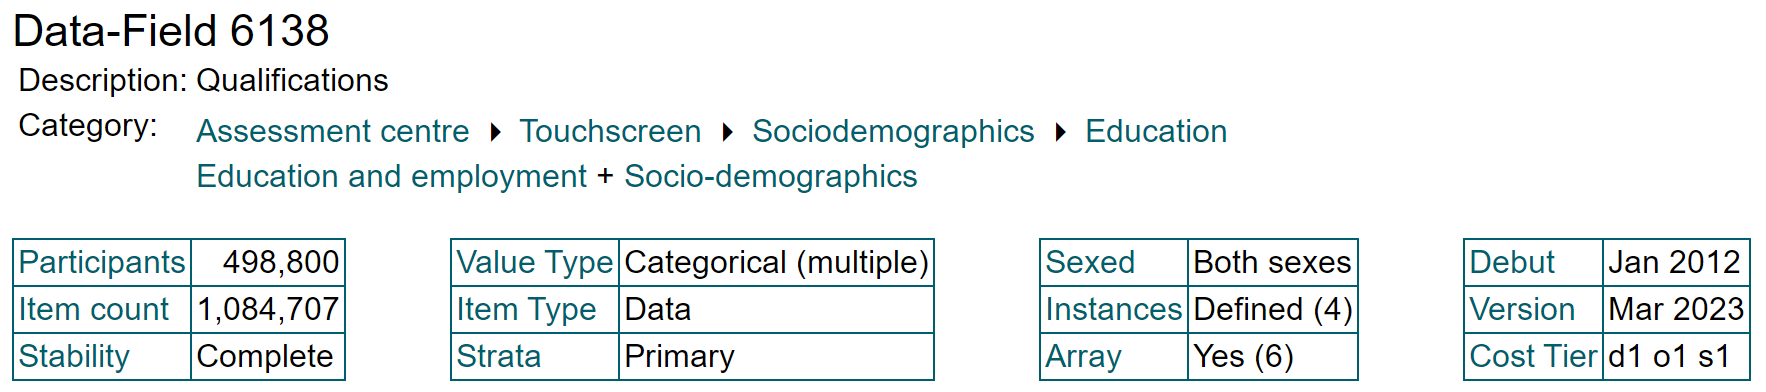 Data-Field 6138
Description: Qualifications
Category: Assessment centre ⏵ Touchscreen ⏵ Sociodemographics ⏵ Education
Education and employment + Socio-demographics
Participants 498,800 Value Type Categorical (multiple) Sexed Both sexes Debut Jan 2012
Item count 1,084,707 Item Type Data Instances Defined (4) Version Mar 2023
Stability Complete Strata Primary Array Yes (6) Cost Tier d1 o1 s1